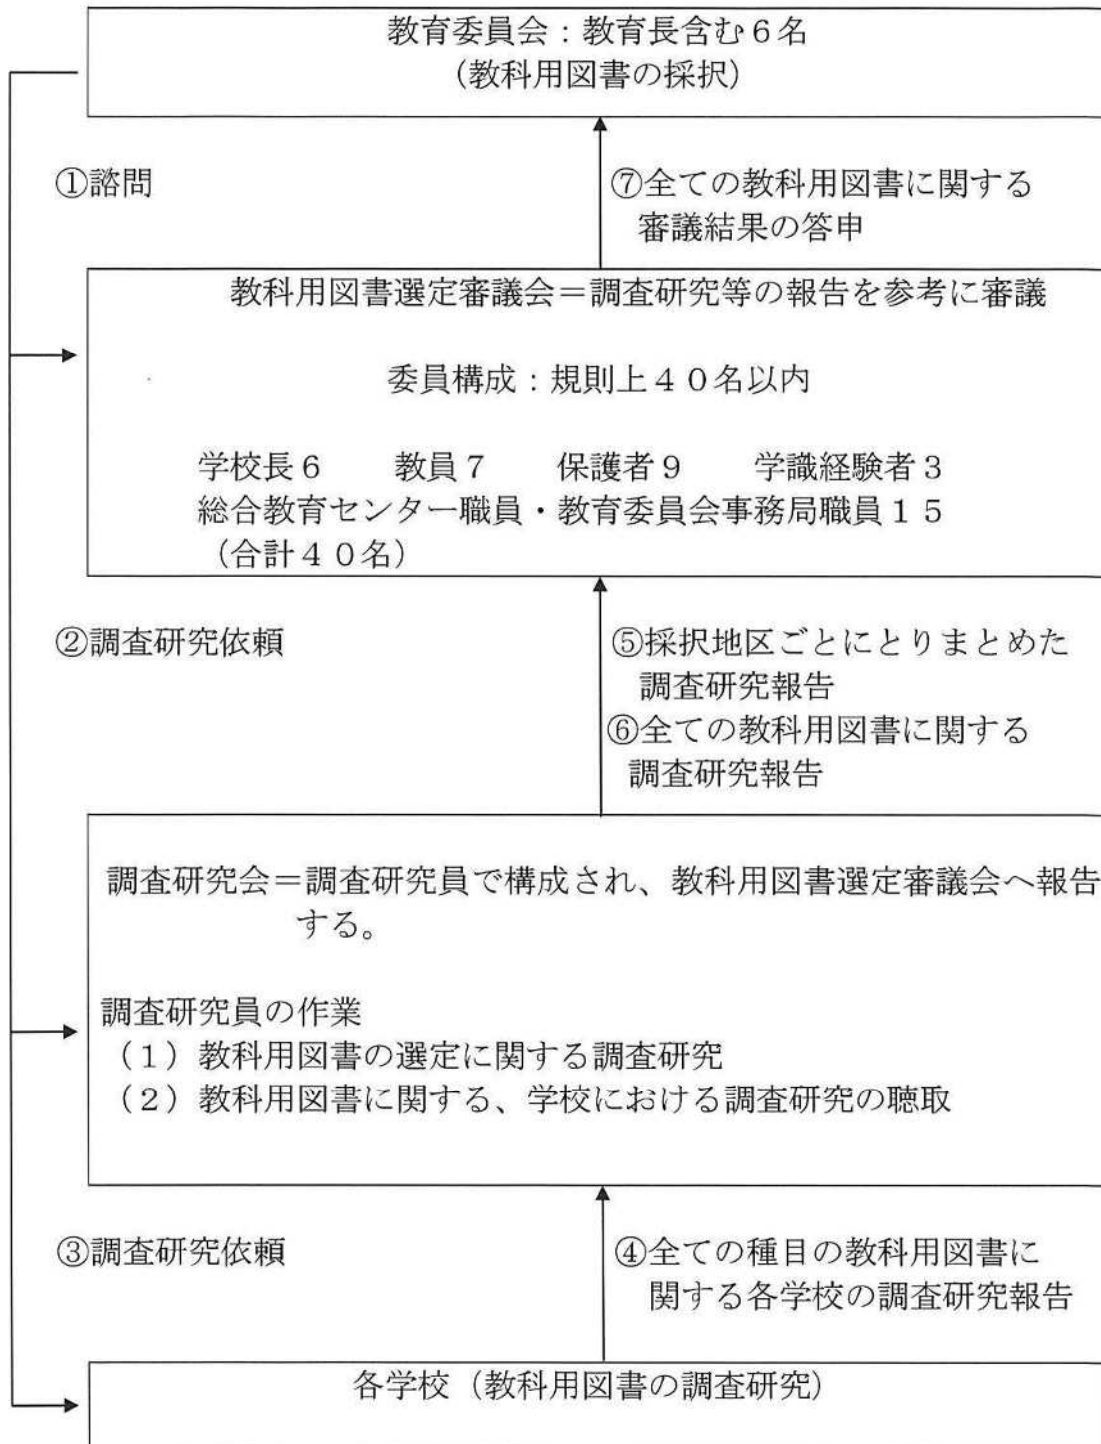 教育委員会：教育長含む６名
（教科用図書の採択）
①諮問
⑦全ての教科用図書に関する
審議結果の答申
教科用図書選定審議会＝調査研究等の報告を参考に審議
委員構成：規則上４０名以内
学校長６　　教員７　　保護者９　　学識経験者３
総合教育センター職員・教育委員会事務局職員１５
（合計４０名）
②調査研究依頼
⑤採択地区ごとにとりまとめた
調査研究報告
⑥全ての教科用図書に関する
調査研究報告
調査研究会＝調査研究員で構成され、教科用図書選定審議会へ報告
する。
調査研究員の作業
（１）教科用図書の選定に関する調査研究
（２）教科用図書に関する、学校における調査研究の聴取
③調査研究依頼
④全ての種目の教科用図書に
関する各学校の調査研究報告
各学校（教科用図書の調査研究）